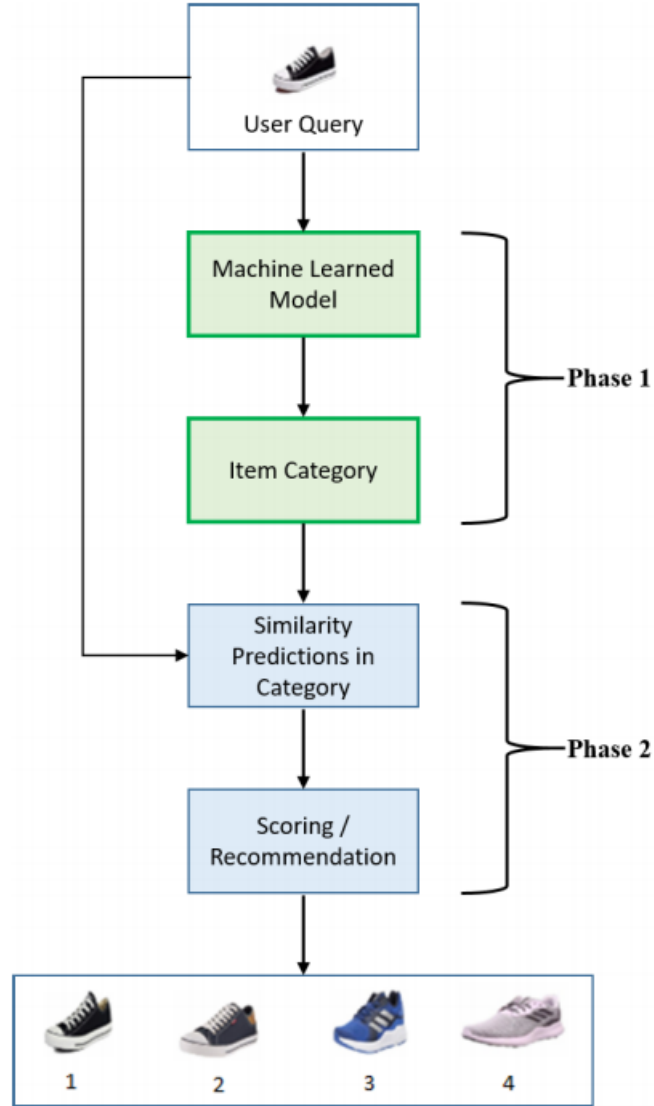 User Query
Machine Learned
Model
Phase 1
Item Category
Similarity
Predictions in
Category
Phase 2
Scoring /
Recommendation
1
2
3
4